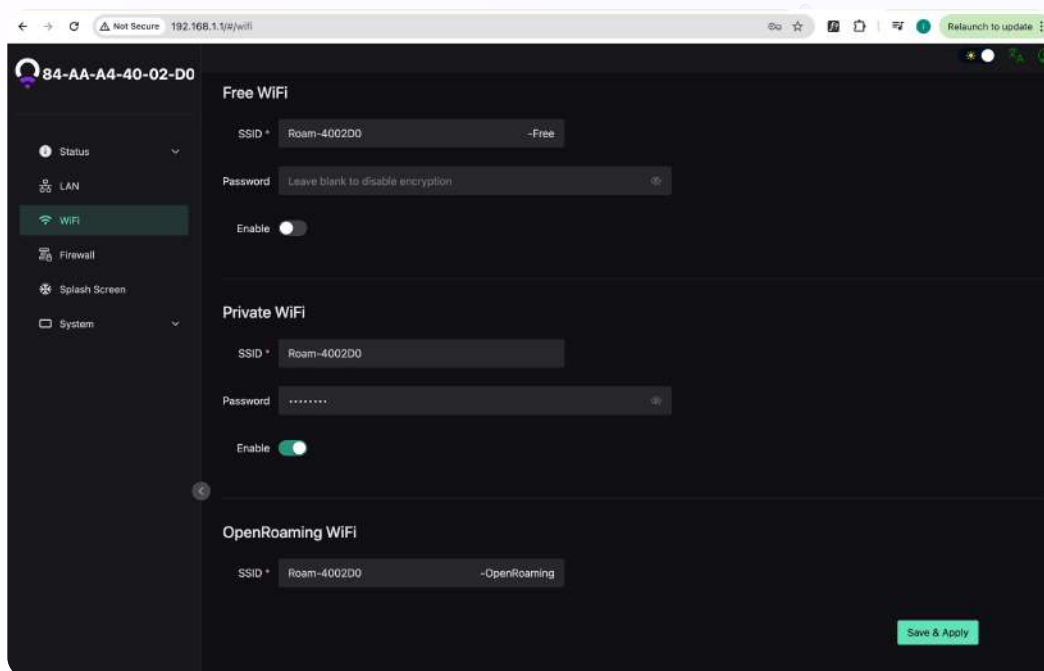 Not Secure 192.168.1.1/#/wifi Relaunch to update
84-AA-A4-40-02-D0
Status
LAN
WiFi
Firewall
Splash Screen
System
Free WiFi
SSID * Roam-4002D0 -Free
Password Leave blank to disable encryption
Enable
Private WiFi
SSID * Roam-4002D0
Password ••••••••
Enable
OpenRoaming WiFi
SSID * Roam-4002D0 -OpenRoaming
Save & Apply